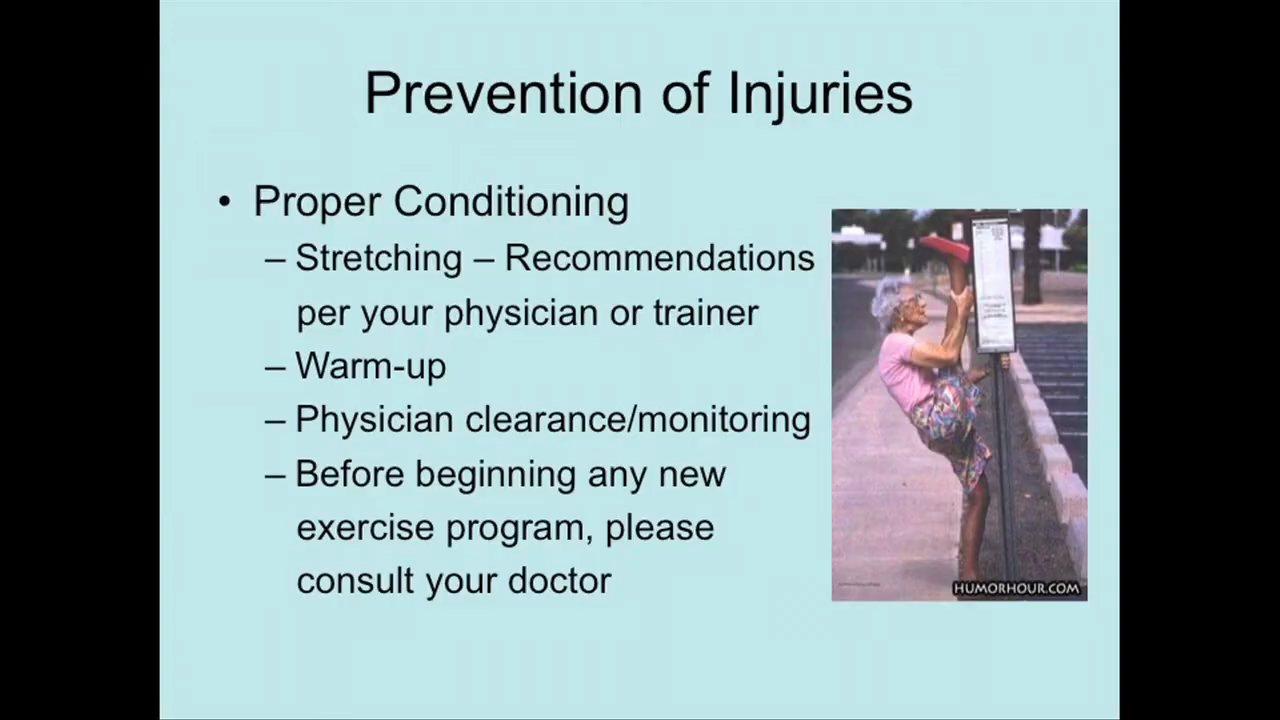 Prevention of Injuries
• Proper Conditioning
– Stretching – Recommendations
per your physician or trainer
– Warm-up
– Physician clearance/monitoring
– Before beginning any new
exercise program, please
consult your doctor
HUMORHOUR.COM